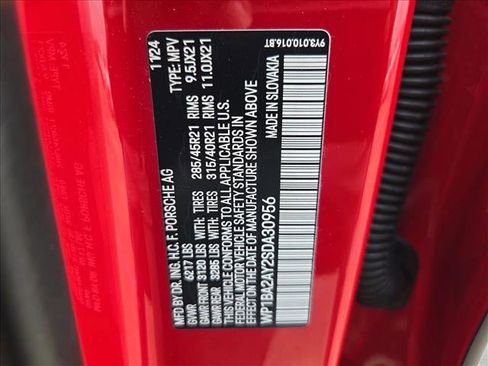 MFD BY DR. ING. H.C. F. PORSCHE AG 11/24
GVWR 6217 LBS TYPE: MPV
GAWR FRONT 3120 LBS WITH: TIRES 285/45R21 RIMS 9.5JX21
GAWR REAR 3285 LBS WITH: TIRES 315/40R21 RIMS 11.0JX21
THIS VEHICLE CONFORMS TO ALL APPLICABLE U.S.
FEDERAL MOTOR VEHICLE SAFETY STANDARDS IN
EFFECT ON THE DATE OF MANUFACTURE SHOWN ABOVE
WP1BA2AY2SDA30956 MADE IN SLOVAKIA
9Y3.010.016.BT